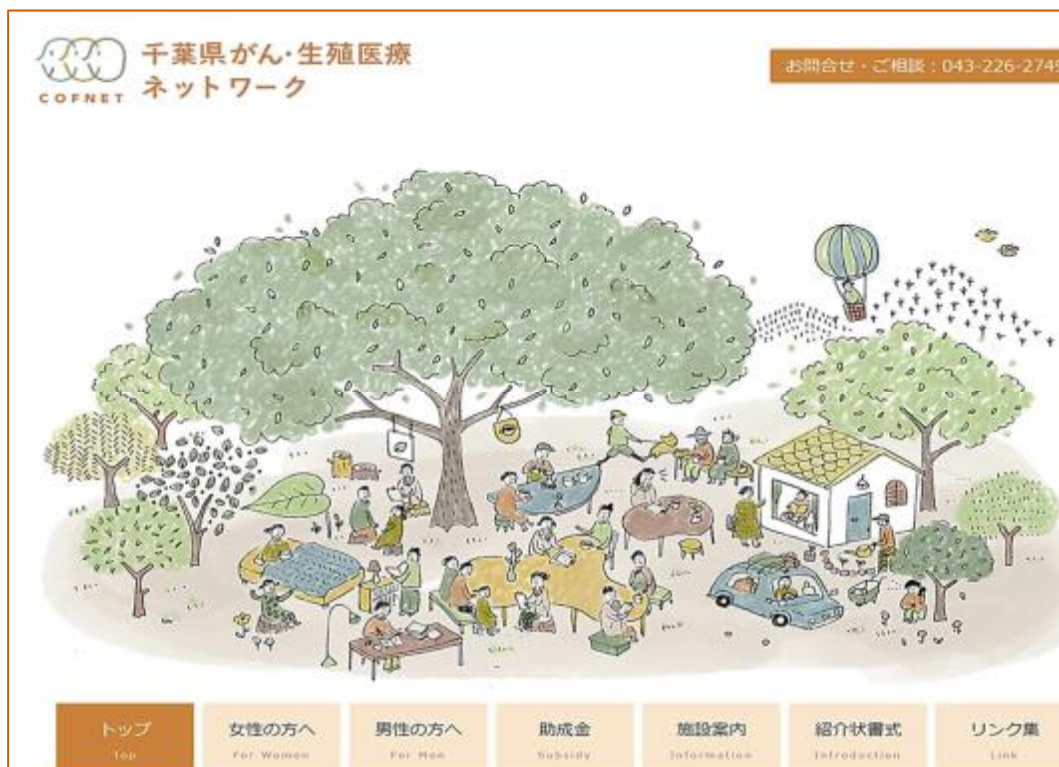 千葉県がん・生殖医療
ネットワーク
COFNET
お問合せ・ご相談：043-226-2749
トップ
Top
女性の方へ
For Women
男性の方へ
For Men
助成金
Subsidy
施設案内
Information
紹介状書式
Introduction
リンク集
Link